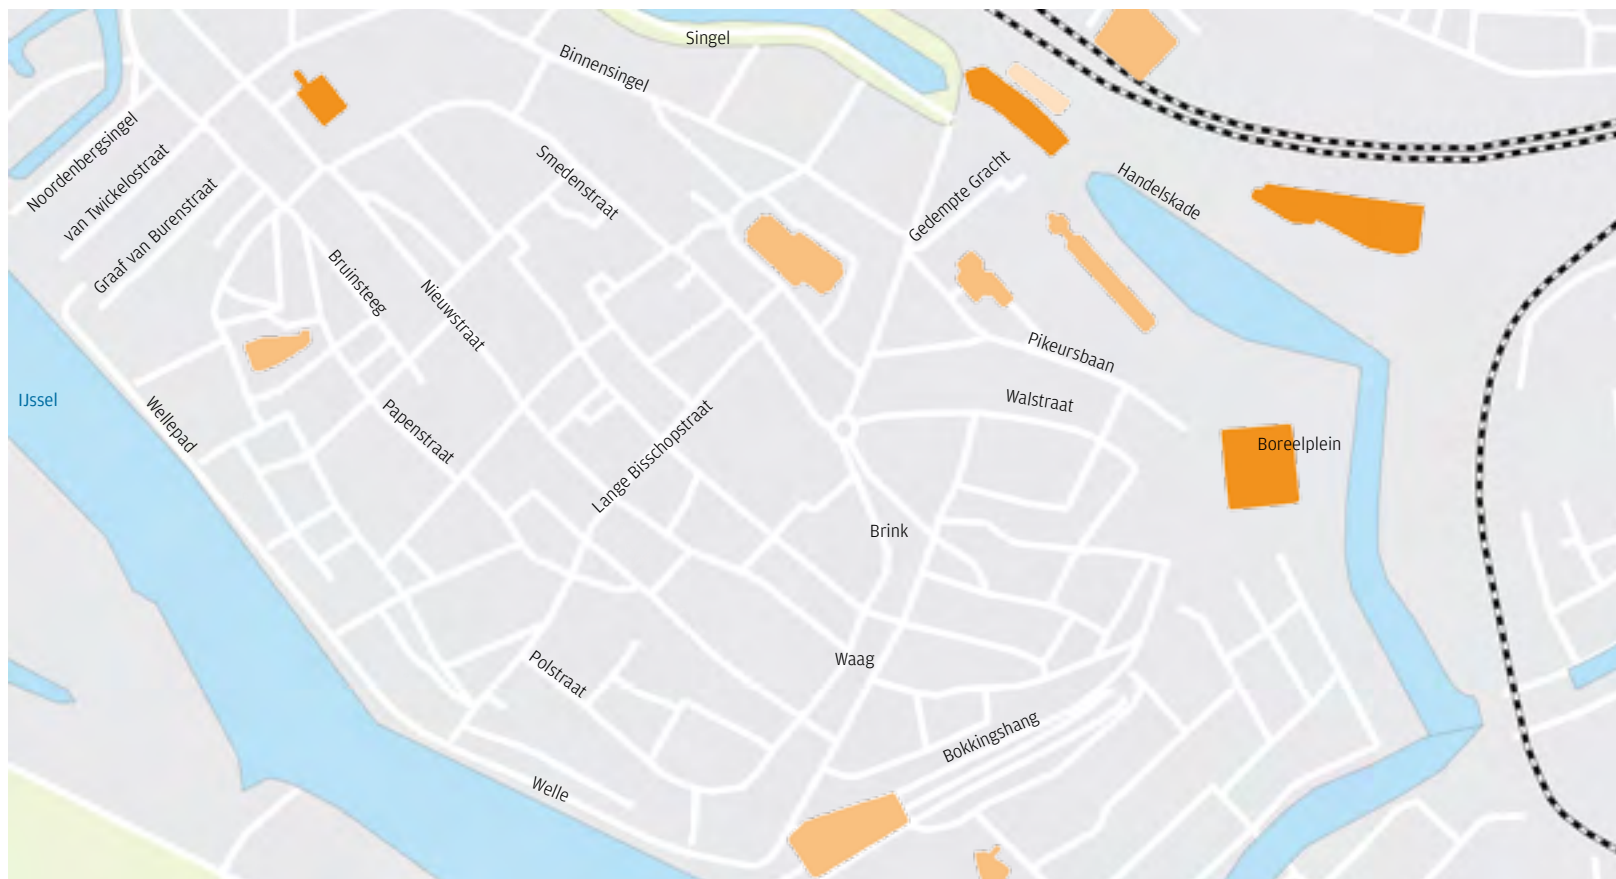 Singel
Binnensingel
Noordenbergsingel
van Twickelostraat
Graaf van Burenstraat
Smedenstraat
Gedempte Gracht
Handelskade
Bruinsteeg
Nieuwstraat
Pikeursbaan
Walstraat
IJssel
Wellepad
Papenstraat
Lange Bisschopstraat
Boreelplein
Brink
Waag
Polstraat
Bokkingshang
Welle